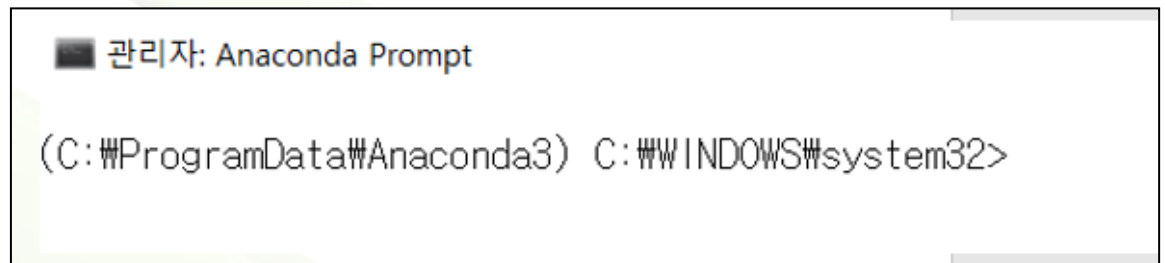 관리자: Anaconda Prompt
(C:₩ProgramData₩Anaconda3) C:₩WINDOWS₩system32>